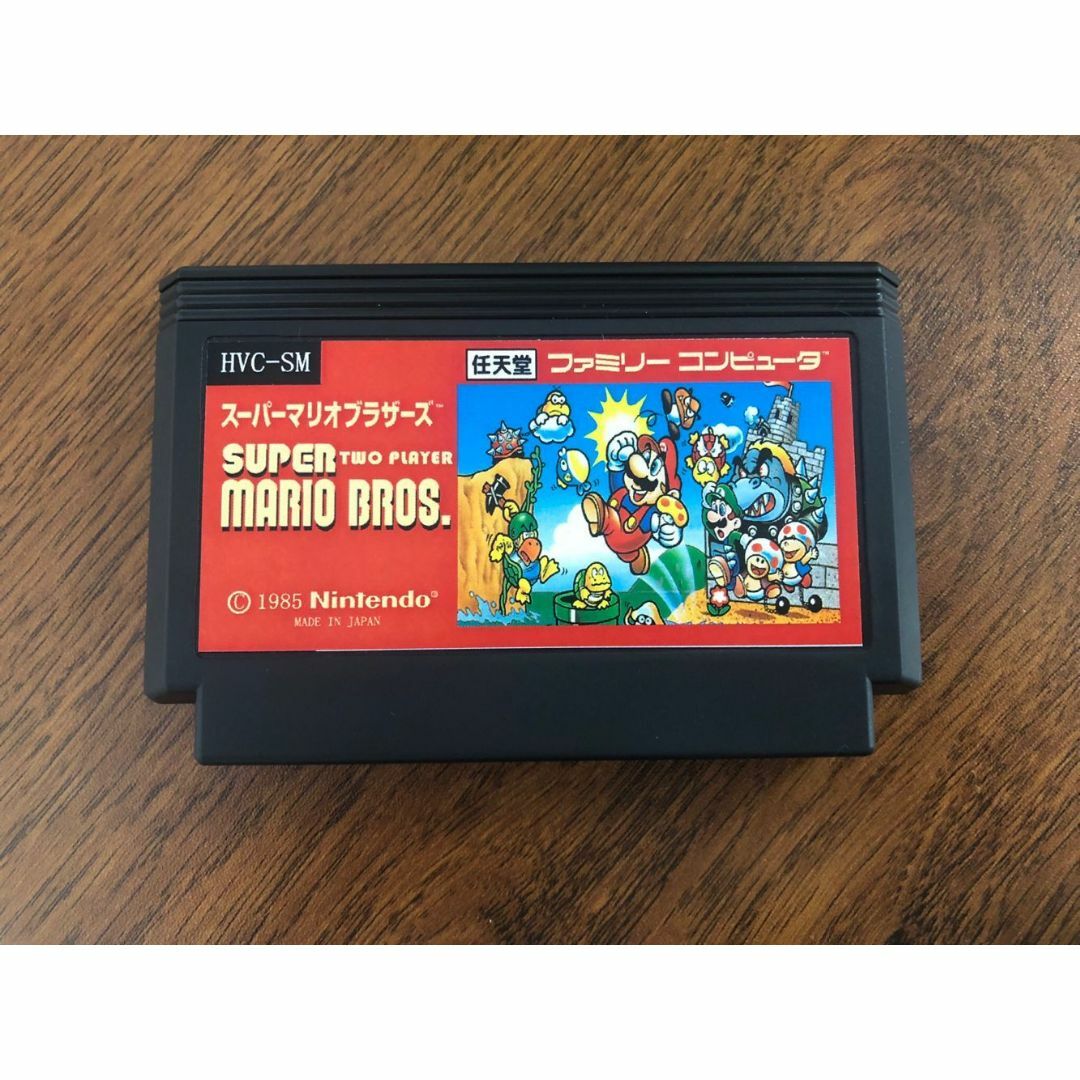 HVC-SM
任天堂 ファミリー コンピュータ™
スーパーマリオブラザーズ™
SUPER TWO PLAYER
MARIO BROS.
© 1985 Nintendo®
MADE IN JAPAN